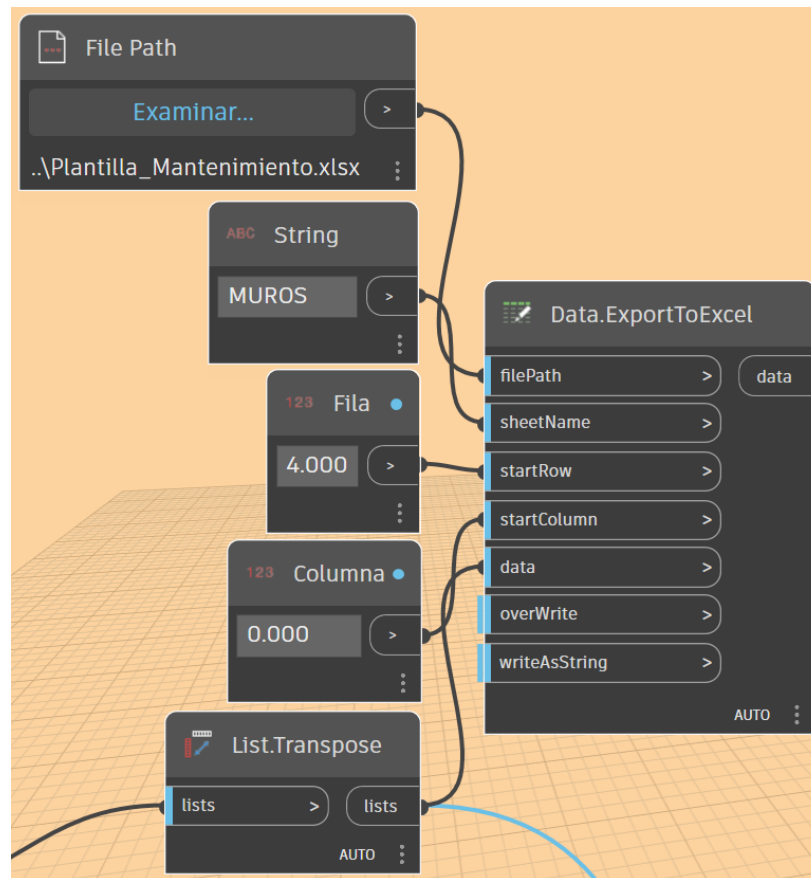 File Path
Examinar...
>
..\Plantilla_Mantenimiento.xlsx
ABC String
MUROS
>
123 Fila
4.000
>
123 Columna
0.000
>
List.Transpose
lists >
lists
AUTO
Data.ExportToExcel
filePath >
data
sheetName >
startRow >
startColumn >
data >
overWrite >
writeAsString >
AUTO